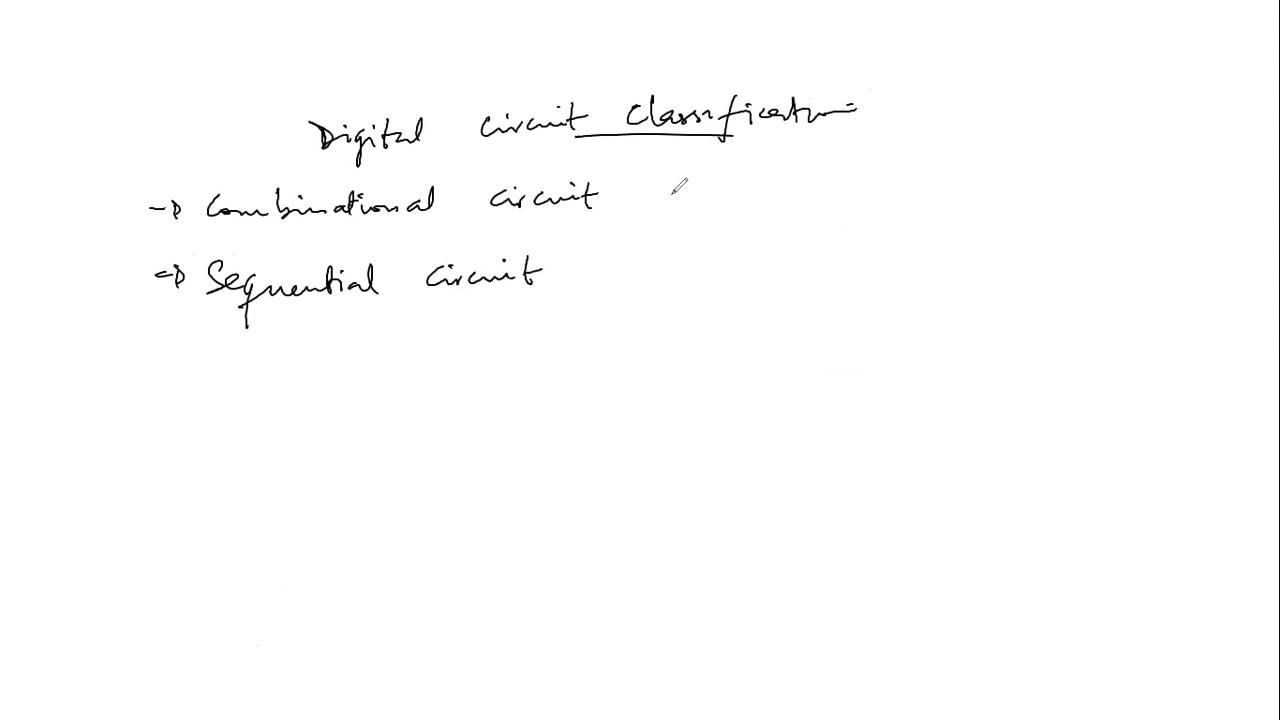 Digital Circuit Classification
→ Combinational Circuit
⇒ Sequential Circuit